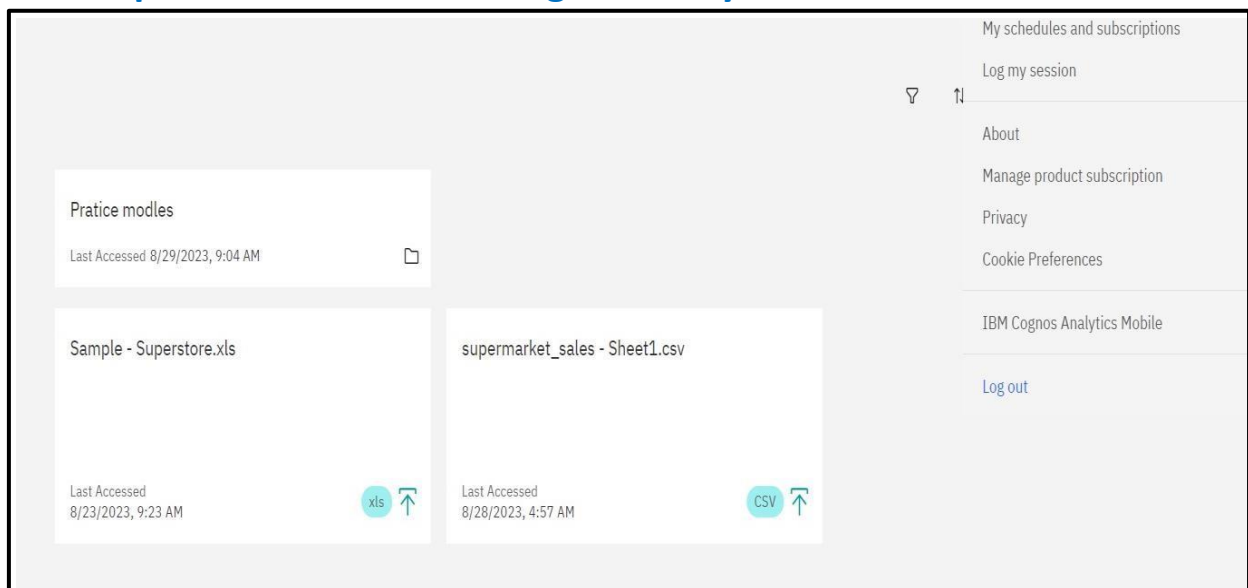 My schedules and subscriptions
Log my session
About
Manage product subscription
Pratice modles
Privacy
Last Accessed 8/29/2023, 9:04 AM
Cookie Preferences
IBM Cognos Analytics Mobile
Sample - Superstore.xls
supermarket_sales - Sheet1.csv
Log out
Last Accessed
8/23/2023, 9:23 AM
xls
Last Accessed
8/28/2023, 4:57 AM
CSV